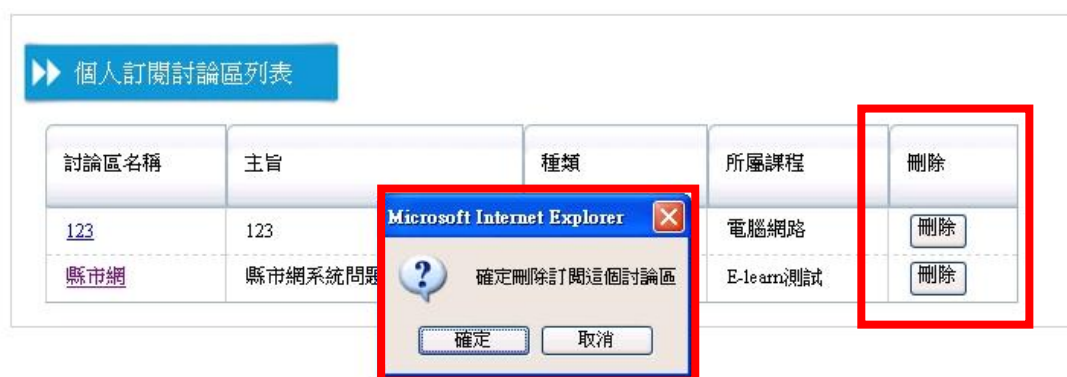 個人訂閱討論區列表
討論區名稱 主旨 種類 所屬課程 刪除
Microsoft Internet Explorer
123 123 電腦網路 刪除
確定刪除訂閱這個討論區
縣市網 縣市網系統問題 E-learn測試 刪除
確定 取消